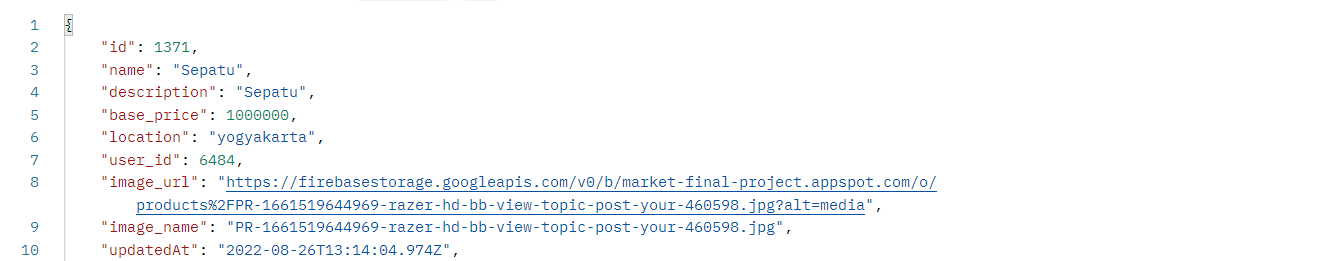 1 {
2 "id": 1371,
3 "name": "Sepatu",
4 "description": "Sepatu",
5 "base_price": 1000000,
6 "location": "yogyakarta",
7 "user_id": 6484,
8 "image_url": "https://firebasestorage.googleapis.com/v0/b/market-final-project.appspot.com/o/
products%2FPR-1661519644969-razer-hd-bb-view-topic-post-your-460598.jpg?alt=media",
9 "image_name": "PR-1661519644969-razer-hd-bb-view-topic-post-your-460598.jpg",
10 "updatedAt": "2022-08-26T13:14:04.974Z",